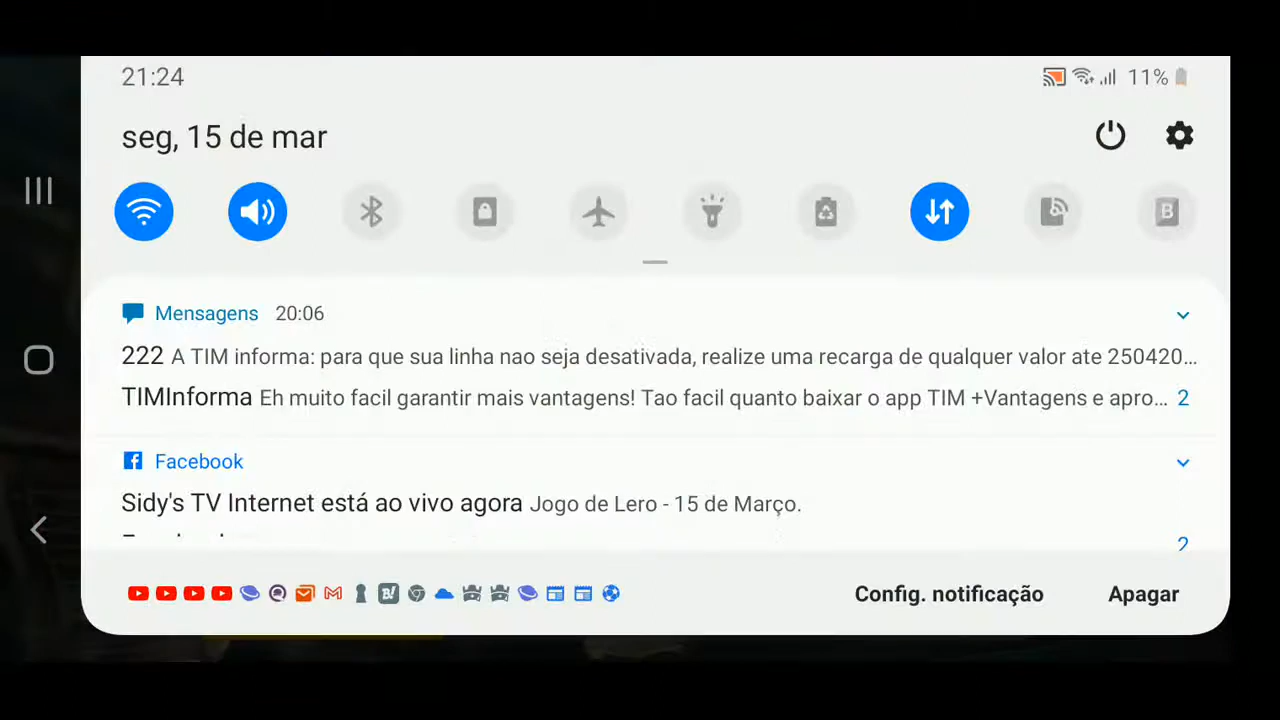 21:24
11%
seg, 15 de mar
Mensagens 20:06
222 A TIM informa: para que sua linha nao seja desativada, realize uma recarga de qualquer valor ate 250420...
TIMInforma Eh muito facil garantir mais vantagens! Tao facil quanto baixar o app TIM +Vantagens e apro... 2
Facebook
Sidy's TV Internet está ao vivo agora Jogo de Lero - 15 de Março.
2
Config. notificação Apagar